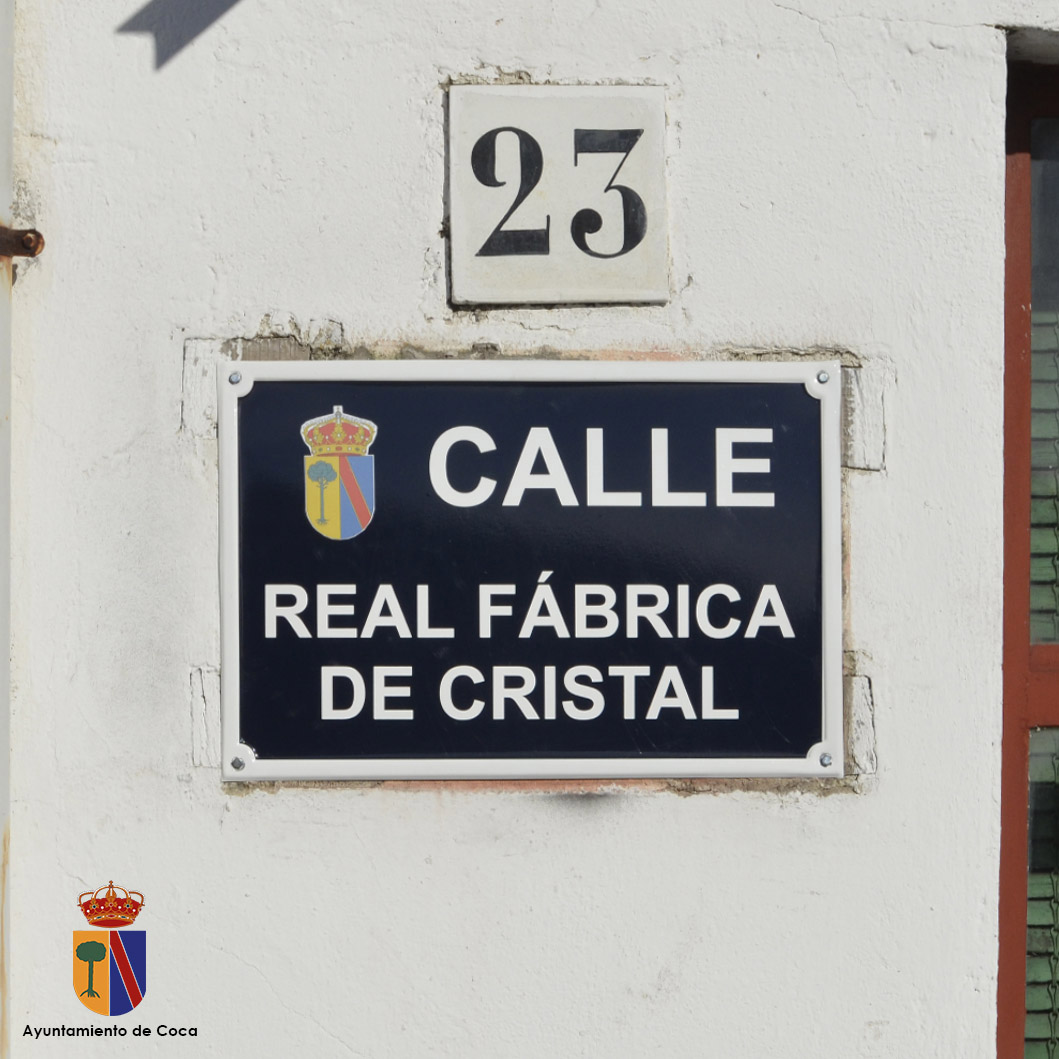 23
CALLE
REAL FÁBRICA
DE CRISTAL
Ayuntamiento de Coca